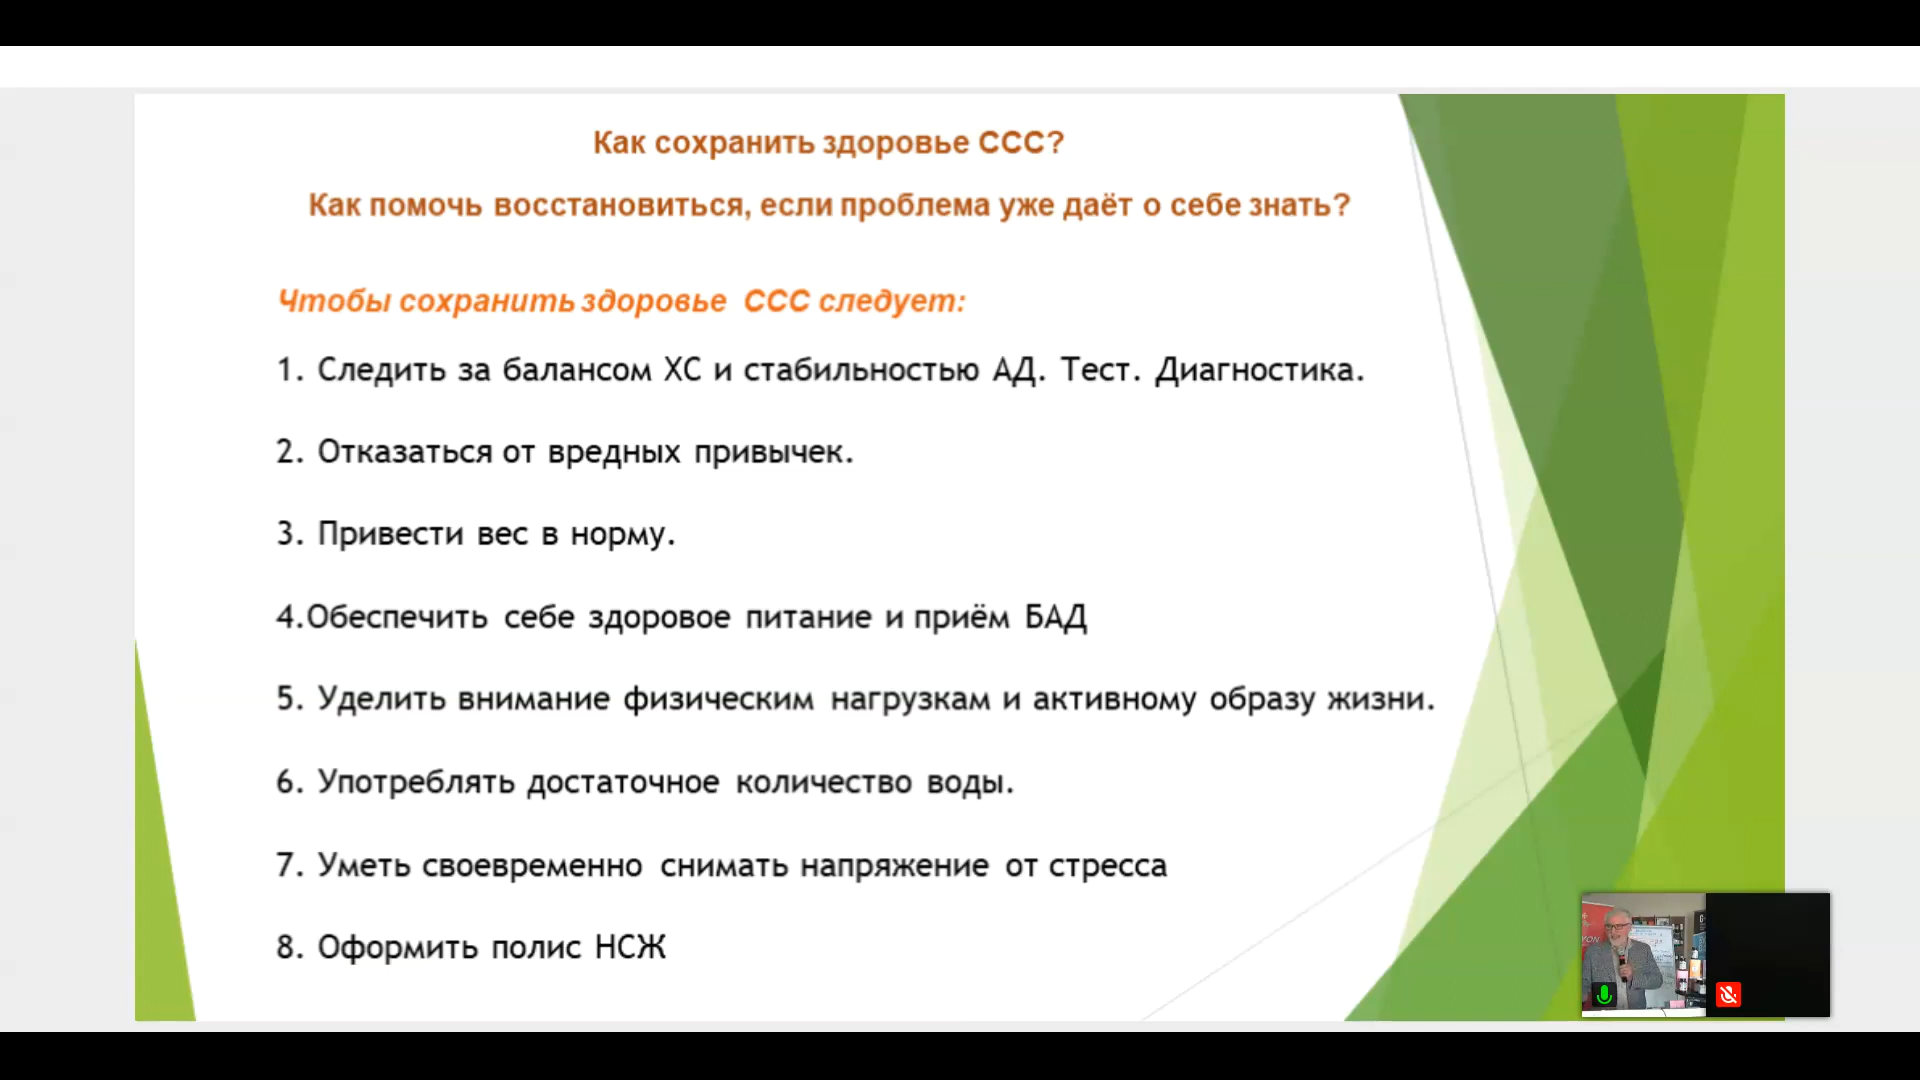 Как сохранить здоровье ССС?
Как помочь восстановиться, если проблема уже даёт о себе знать?
Чтобы сохранить здоровье ССС следует:
1. Следить за балансом ХС и стабильностью АД. Тест. Диагностика.
2. Отказаться от вредных привычек.
3. Привести вес в норму.
4.Обеспечить себе здоровое питание и приём БАД
5. Уделить внимание физическим нагрузкам и активному образу жизни.
6. Употреблять достаточное количество воды.
7. Уметь своевременно снимать напряжение от стресса
8. Оформить полис НСЖ